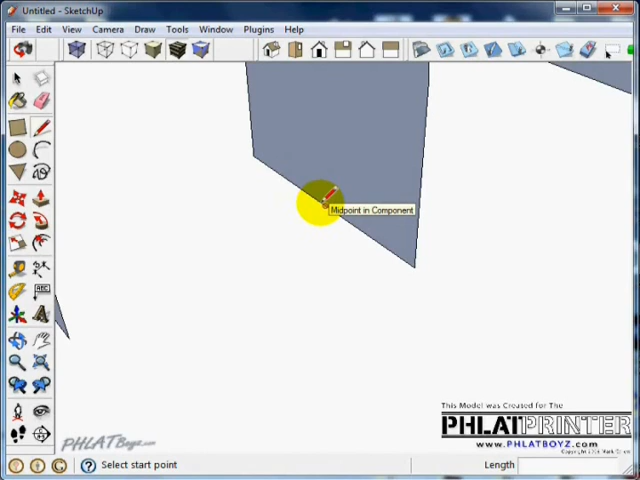 Untitled - SketchUp
File Edit View Camera Draw Tools Window Plugins Help
ABC
Midpoint in Component
This Model was Created for The
PHLATPRINTER
www.PHLATBOYZ.com
PHLATBoyz.com
Select start point
Length